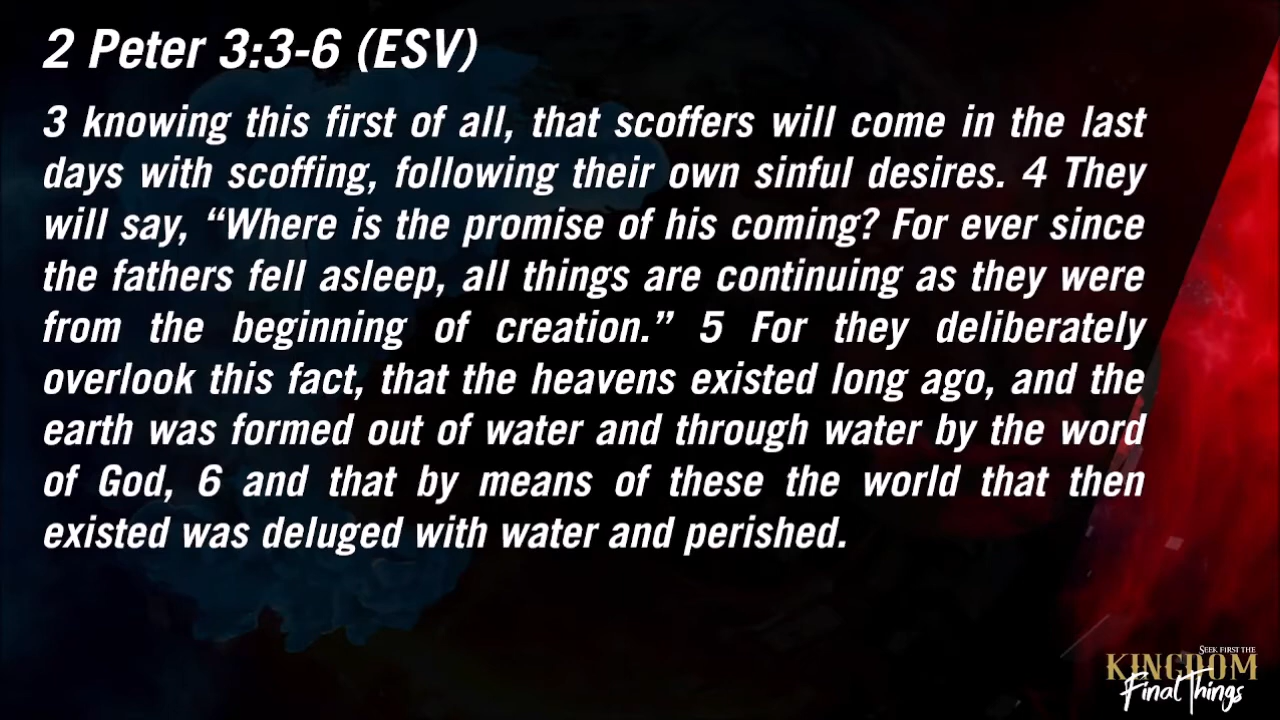 2 Peter 3:3-6 (ESV)
3 knowing this first of all, that scoffers will come in the last
days with scoffing, following their own sinful desires. 4 They
will say, “Where is the promise of his coming? For ever since
the fathers fell asleep, all things are continuing as they were
from the beginning of creation.” 5 For they deliberately
overlook this fact, that the heavens existed long ago, and the
earth was formed out of water and through water by the word
of God, 6 and that by means of these the world that then
existed was deluged with water and perished.
SEEK FIRST THE
KINGDOM
Final Things